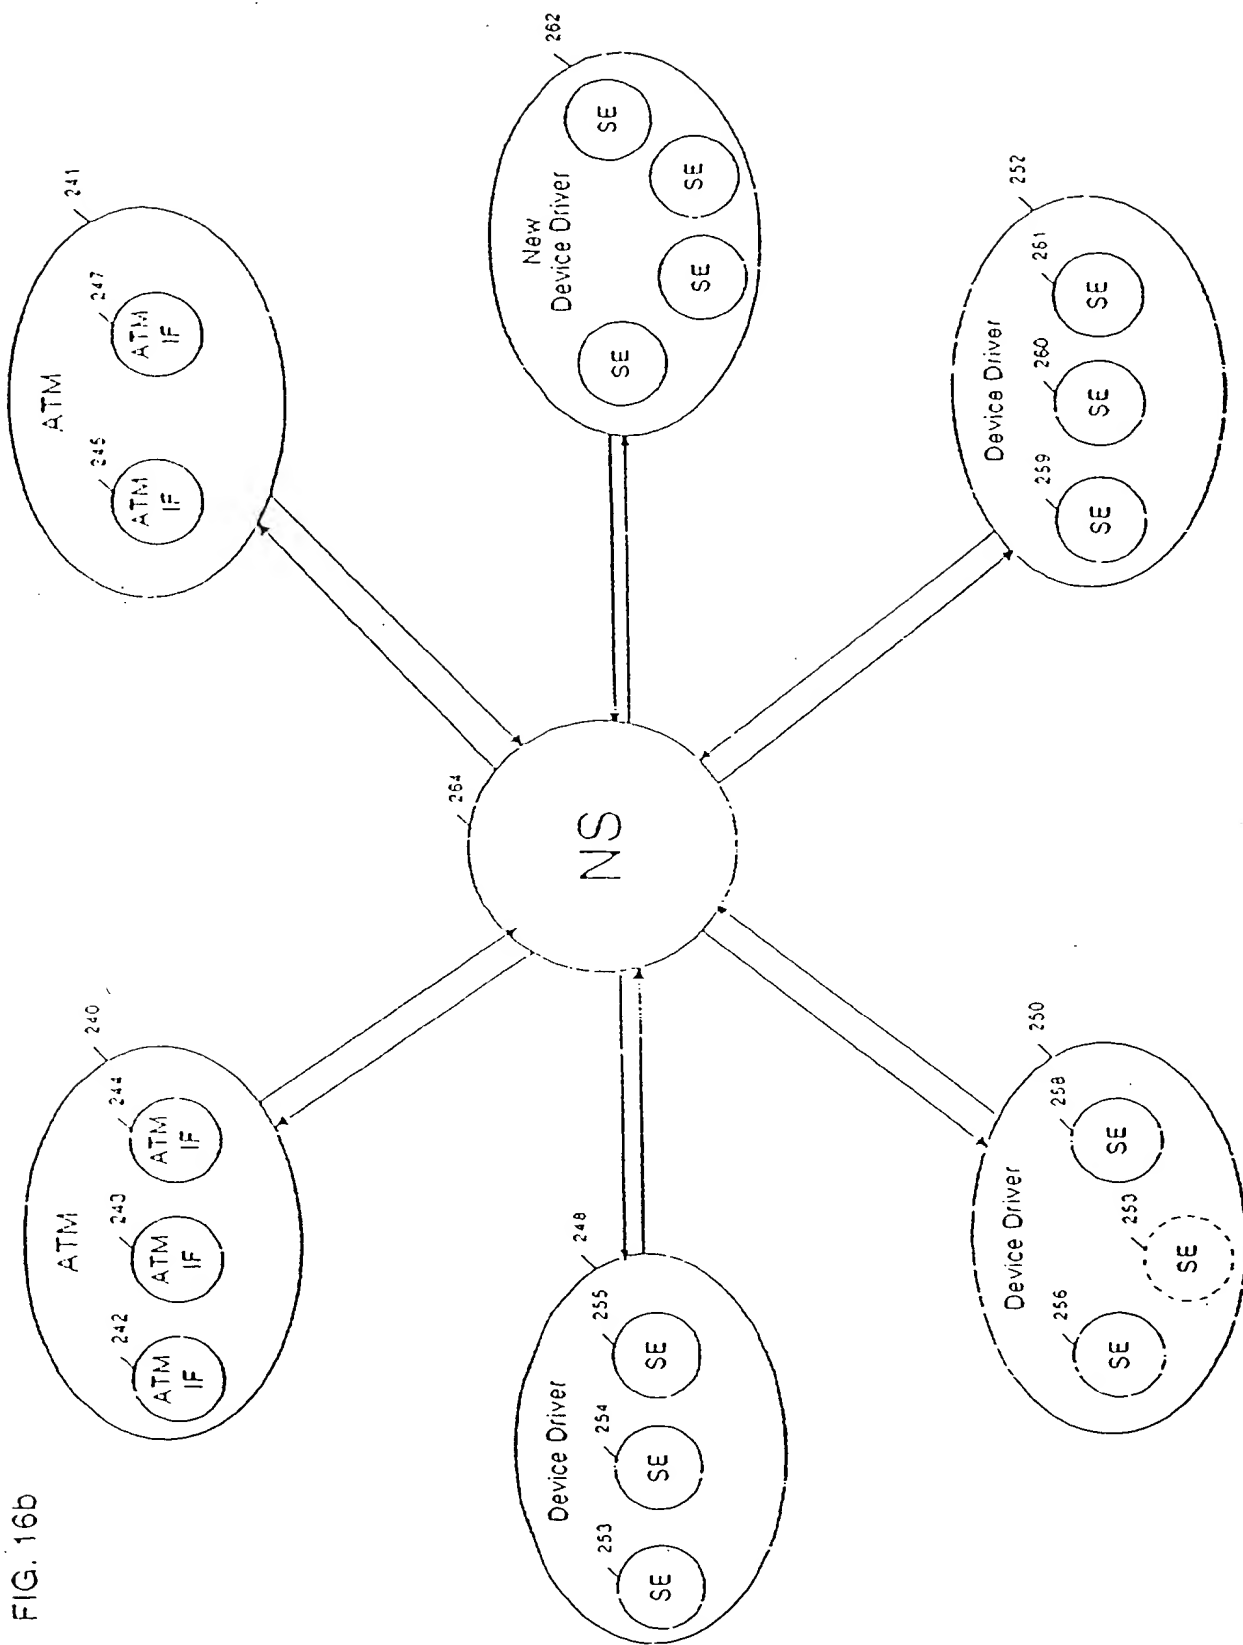 FIG. 16b
240
ATM
242
243
244
ATM
IF
ATM
IF
ATM
IF
241
ATM
245
247
ATM
IF
ATM
IF
264
NS
248
Device Driver
253
254
255
SE
SE
SE
262
New
Device Driver
SE
SE
SE
SE
250
Device Driver
256
258
SE
SE
253
SE
252
Device Driver
259
260
261
SE
SE
SE